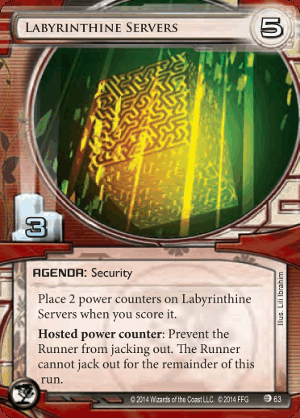 Labyrinthine Servers
5
3
AGENDA: Security
Place 2 power counters on Labyrinthine
Servers when you score it.
Hosted power counter: Prevent the
Runner from jacking out. The Runner
cannot jack out for the remainder of this
run.
Illus. Lili Ibrahim
© 2014 Wizards of the Coast LLC. © 2014 FFG
63